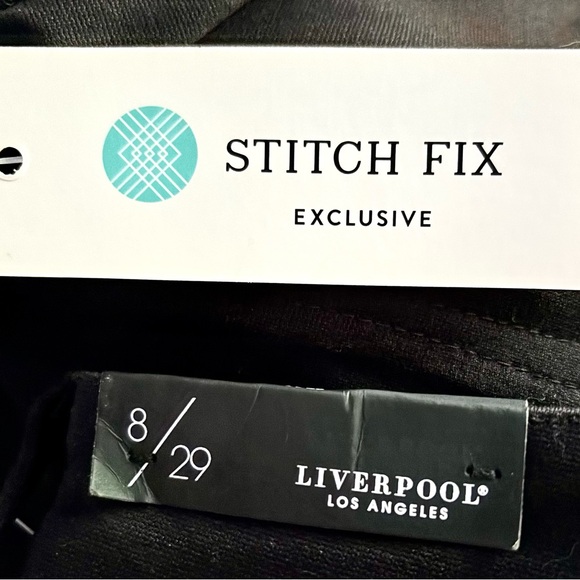 STITCH FIX
EXCLUSIVE
8/29
LIVERPOOL®
LOS ANGELES